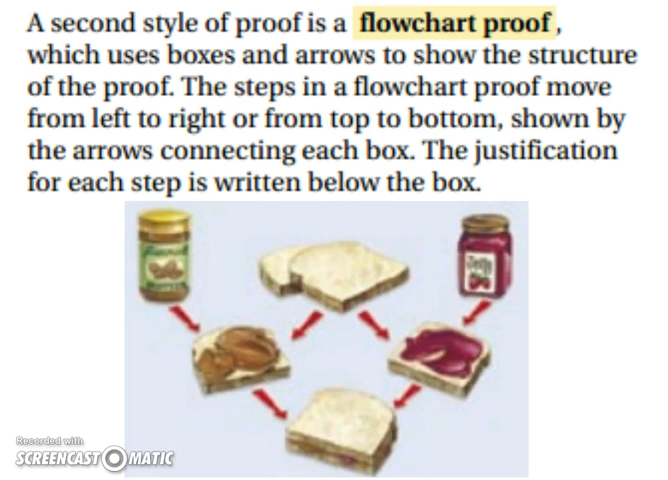 A second style of proof is a flowchart proof,
which uses boxes and arrows to show the structure
of the proof. The steps in a flowchart proof move
from left to right or from top to bottom, shown by
the arrows connecting each box. The justification
for each step is written below the box.
Jelly
Recorded with
SCREENCAST-O-MATIC